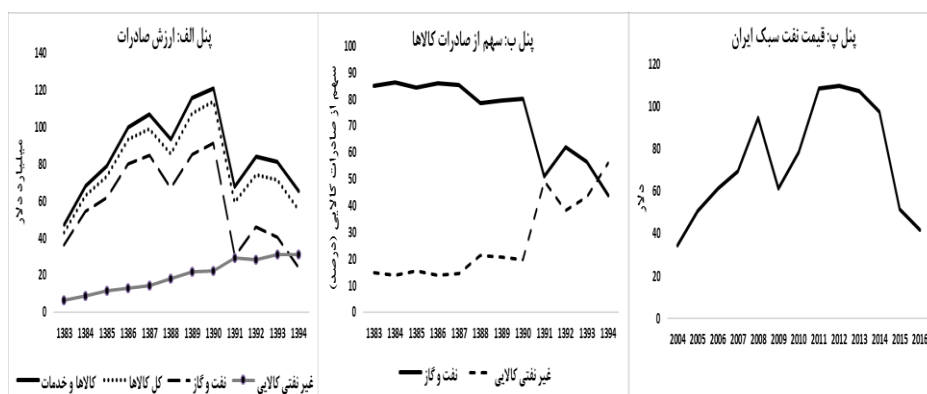 پنل الف: ارزش صادرات
میلیارد دلار
140
120
100
80
60
40
20
0
1383 1384 1385 1386 1387 1388 1389 1390 1391 1392 1393 1394
کالاها و خدمات
کل کالاها
نفت و گاز
غیر نفتی کالایی
پنل ب: سهم از صادرات کالاها
سهم از صادرات کالایی (درصد)
100
90
80
70
60
50
40
30
20
10
0
1383 1384 1385 1386 1387 1388 1389 1390 1391 1392 1393 1394
نفت و گاز
غیر نفتی کالایی
پنل پ: قیمت نفت سبک ایران
دلار
120
100
80
60
40
20
0
2004 2005 2006 2007 2008 2009 2010 2011 2012 2013 2014 2015 2016